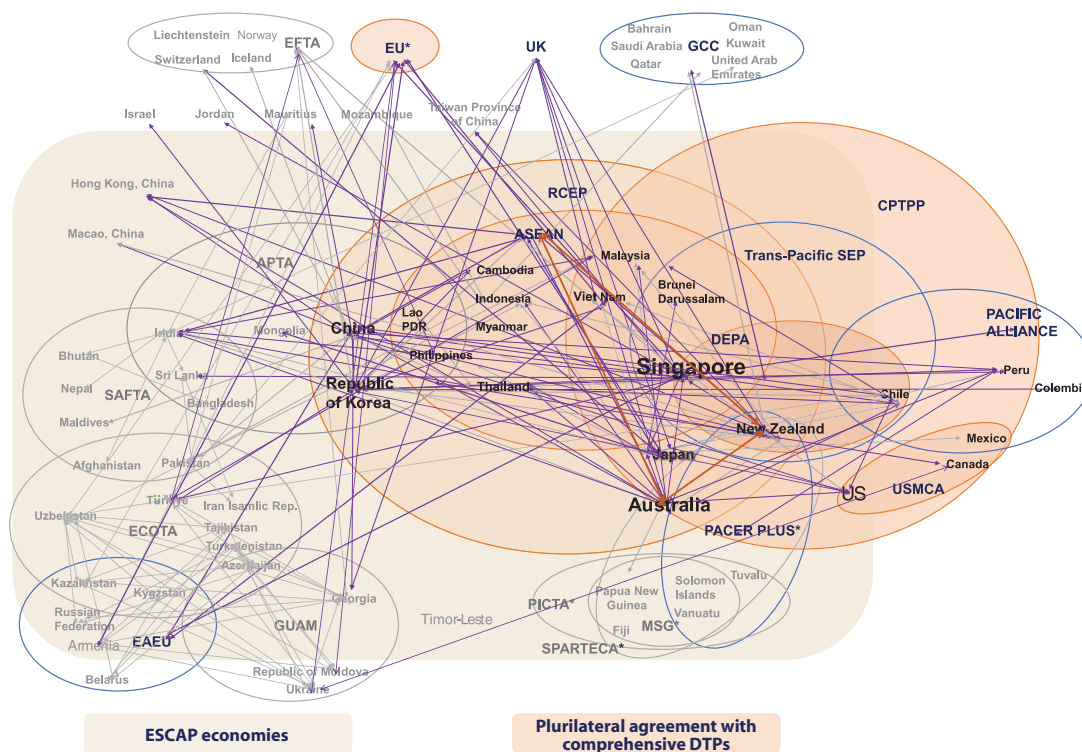 Liechtenstein
Norway
EFTA
Switzerland
Iceland
EU*
UK
Bahrain
Oman
Saudi Arabia
GCC
Kuwait
Qatar
United Arab
Emirates
Israel
Jordan
Mauritius
Mozambique
Taiwan Province
of China
Hong Kong, China
RCEP
CPTPP
Macao, China
ASEAN
APTA
Malaysia
Trans-Pacific SEP
Cambodia
Brunei
Darussalam
Indonesia
Viet Nam
Lao
PDR
Myanmar
PACIFIC
ALLIANCE
India
Mongolia
China
DEPA
Bhutan
Philippines
Singapore
Peru
Nepal
Sri Lanka
SAFTA
Republic
of Korea
Thailand
Chile
Colombi
Bangladesh
Maldives*
New Zealand
Mexico
Afghanistan
Pakistan
Japan
Canada
USMCA
US
Türkiye
Iran Isamlic Rep.
Australia
Uzbekistan
ECOTA
Tajikistan
PACER PLUS*
Turkmenistan
Azerbaijan
Kazakhstan
Kyrgzstan
Georgia
Papua New
Guinea
Solomon
Islands
Tuvalu
PICTA*
Russian
Federation
GUAM
Timor-Leste
Vanuatu
MSG*
Fiji
Armenia
EAEU
SPARTECA*
Belarus
Republic of Moldova
Ukraine
ESCAP economies
Plurilateral agreement with
comprehensive DTPs